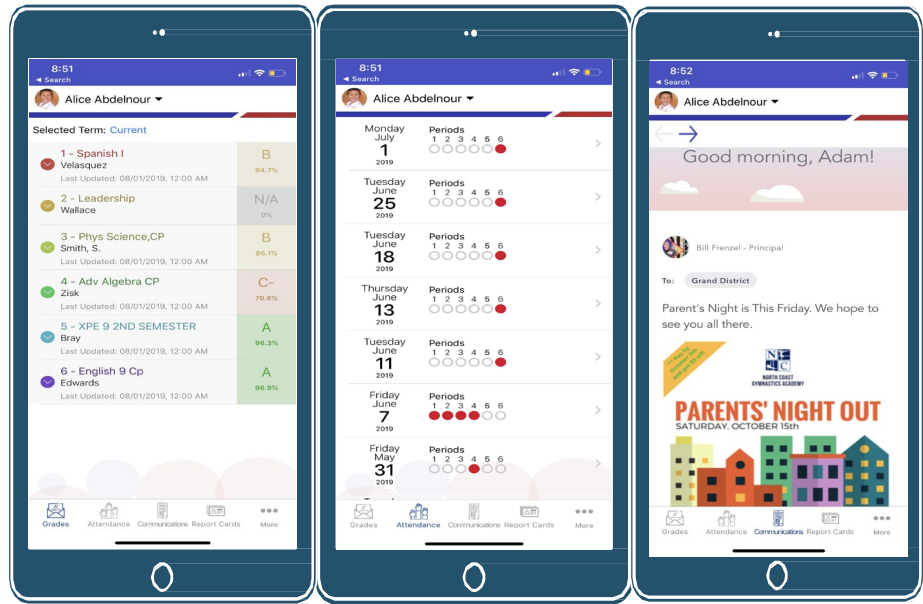 8:51
◄ Search
Alice Abdelnour
Selected Term: Current
1 - Spanish I
Velasquez
Last Updated: 08/01/2019, 12:00 AM
B
84.7%
2 - Leadership
Wallace
N/A
0%
3 - Phys Science,CP
Smith, S.
Last Updated: 08/01/2019, 12:00 AM
B
86.1%
4 - Adv Algebra CP
Zisk
Last Updated: 08/01/2019, 12:00 AM
C-
70.8%
5 - XPE 9 2ND SEMESTER
Bray
Last Updated: 08/01/2019, 12:00 AM
A
96.3%
6 - English 9 Cp
Edwards
Last Updated: 08/01/2019, 12:00 AM
A
96.9%
Grades Attendance Communications Report Cards More
8:51
◄ Search
Alice Abdelnour
Monday
July
1
2019
Periods
1 2 3 4 5 6
Tuesday
June
25
2019
Periods
1 2 3 4 5 6
Tuesday
June
18
2019
Periods
1 2 3 4 5 6
Thursday
June
13
2019
Periods
1 2 3 4 5 6
Tuesday
June
11
2019
Periods
1 2 3 4 5 6
Friday
June
7
2019
Periods
1 2 3 4 5 6
Friday
May
31
2019
Periods
1 2 3 4 5 6
Grades Attendance Communications Report Cards More
8:52
◄ Search
Alice Abdelnour
Good morning, Adam!
Bill Frenzel - Principal
To: Grand District
Parent's Night is This Friday. We hope to
see you all there.
NC
NORTH COAST
GYMNASTICS ACADEMY
PARENTS' NIGHT OUT
SATURDAY, OCTOBER 15th
Grades Attendance Communications Report Cards More